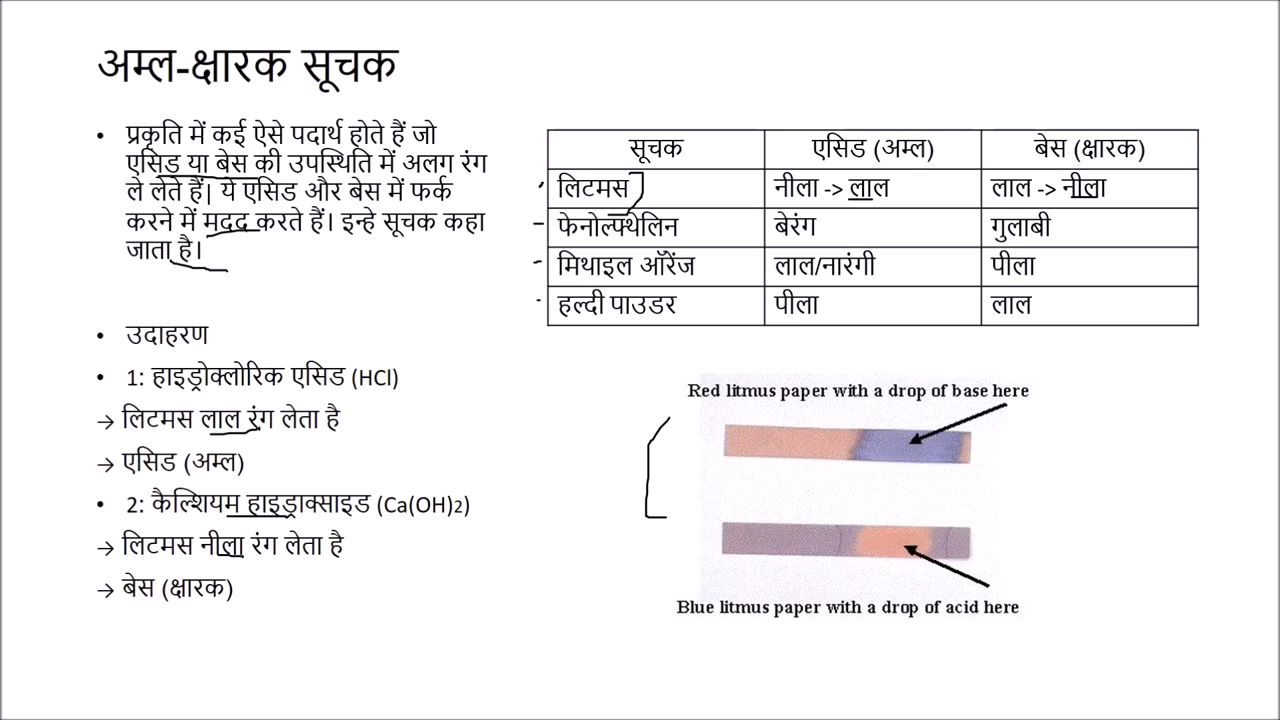 अम्ल-क्षारक सूचक
• प्रकृति में कई ऐसे पदार्थ होते हैं जो
एसिड या बेस की उपस्थिति में अलग रंग
ले लेते हैं| ये एसिड और बेस में फर्क
करने में मदद करते हैं। इन्हे सूचक कहा
जाता है।
• उदाहरण
• 1: हाइड्रोक्लोरिक एसिड (HCl)
→ लिटमस लाल रंग लेता है
→ एसिड (अम्ल)
• 2: कैल्शियम हाइड्राक्साइड (Ca(OH)2)
→ लिटमस नीला रंग लेता है
→ बेस (क्षारक)
सूचक एसिड (अम्ल) बेस (क्षारक)
लिटमस नीला -> लाल लाल -> नीला
फेनोल्फ्थेलिन बेरंग गुलाबी
मिथाइल ऑरेंज लाल/नारंगी पीला
हल्दी पाउडर पीला लाल
Red litmus paper with a drop of base here
Blue litmus paper with a drop of acid here